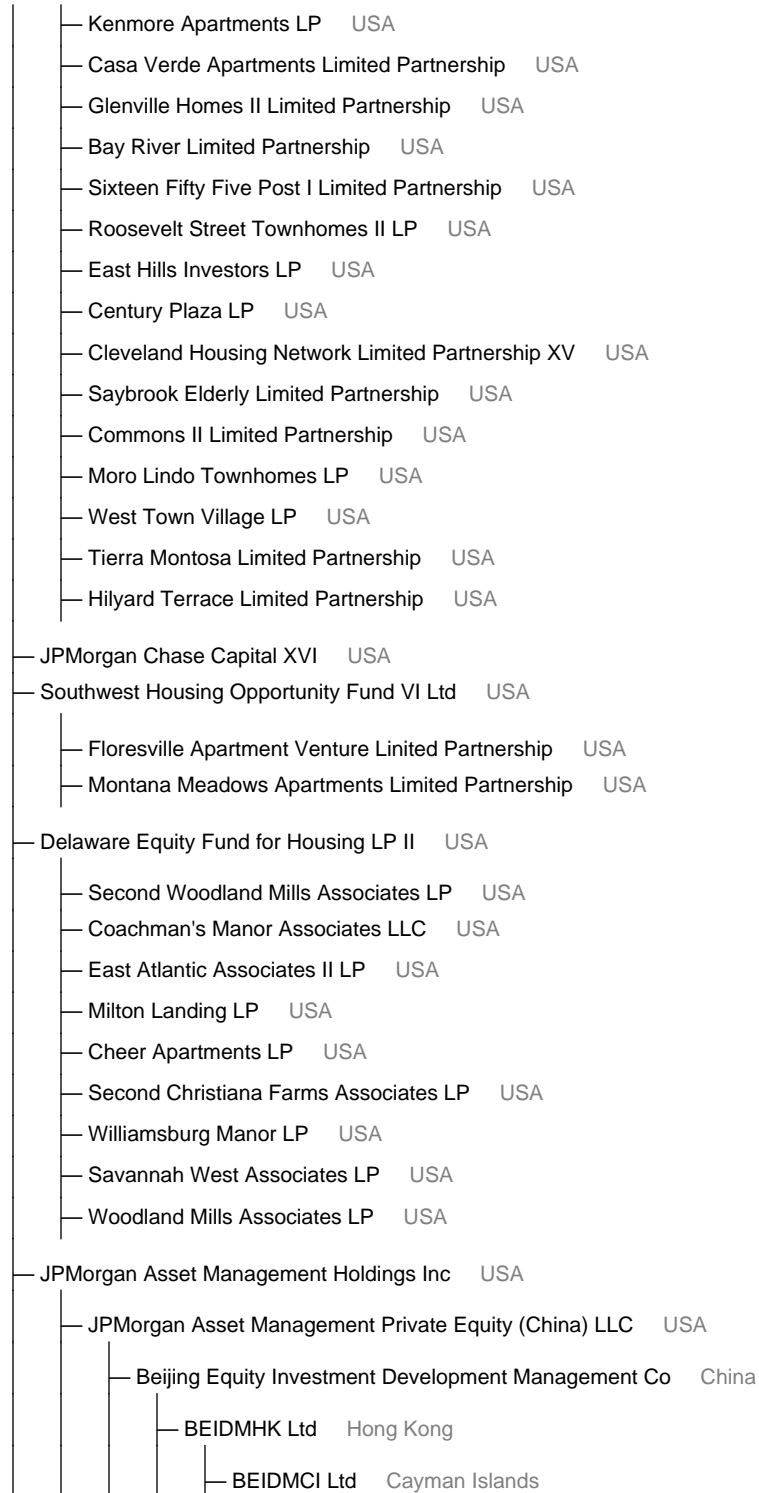 Kenmore Apartments LP USA
Casa Verde Apartments Limited Partnership USA
Glenville Homes II Limited Partnership USA
Bay River Limited Partnership USA
Sixteen Fifty Five Post I Limited Partnership USA
Roosevelt Street Townhomes II LP USA
East Hills Investors LP USA
Century Plaza LP USA
Cleveland Housing Network Limited Partnership XV USA
Saybrook Elderly Limited Partnership USA
Commons II Limited Partnership USA
Moro Lindo Townhomes LP USA
West Town Village LP USA
Tierra Montosa Limited Partnership USA
Hilyard Terrace Limited Partnership USA
JPMorgan Chase Capital XVI USA
Southwest Housing Opportunity Fund VI Ltd USA
Floresville Apartment Venture Linited Partnership USA
Montana Meadows Apartments Limited Partnership USA
Delaware Equity Fund for Housing LP II USA
Second Woodland Mills Associates LP USA
Coachman's Manor Associates LLC USA
East Atlantic Associates II LP USA
Milton Landing LP USA
Cheer Apartments LP USA
Second Christiana Farms Associates LP USA
Williamsburg Manor LP USA
Savannah West Associates LP USA
Woodland Mills Associates LP USA
JPMorgan Asset Management Holdings Inc USA
JPMorgan Asset Management Private Equity (China) LLC USA
Beijing Equity Investment Development Management Co China
BEIDMHK Ltd Hong Kong
BEIDMCI Ltd Cayman Islands